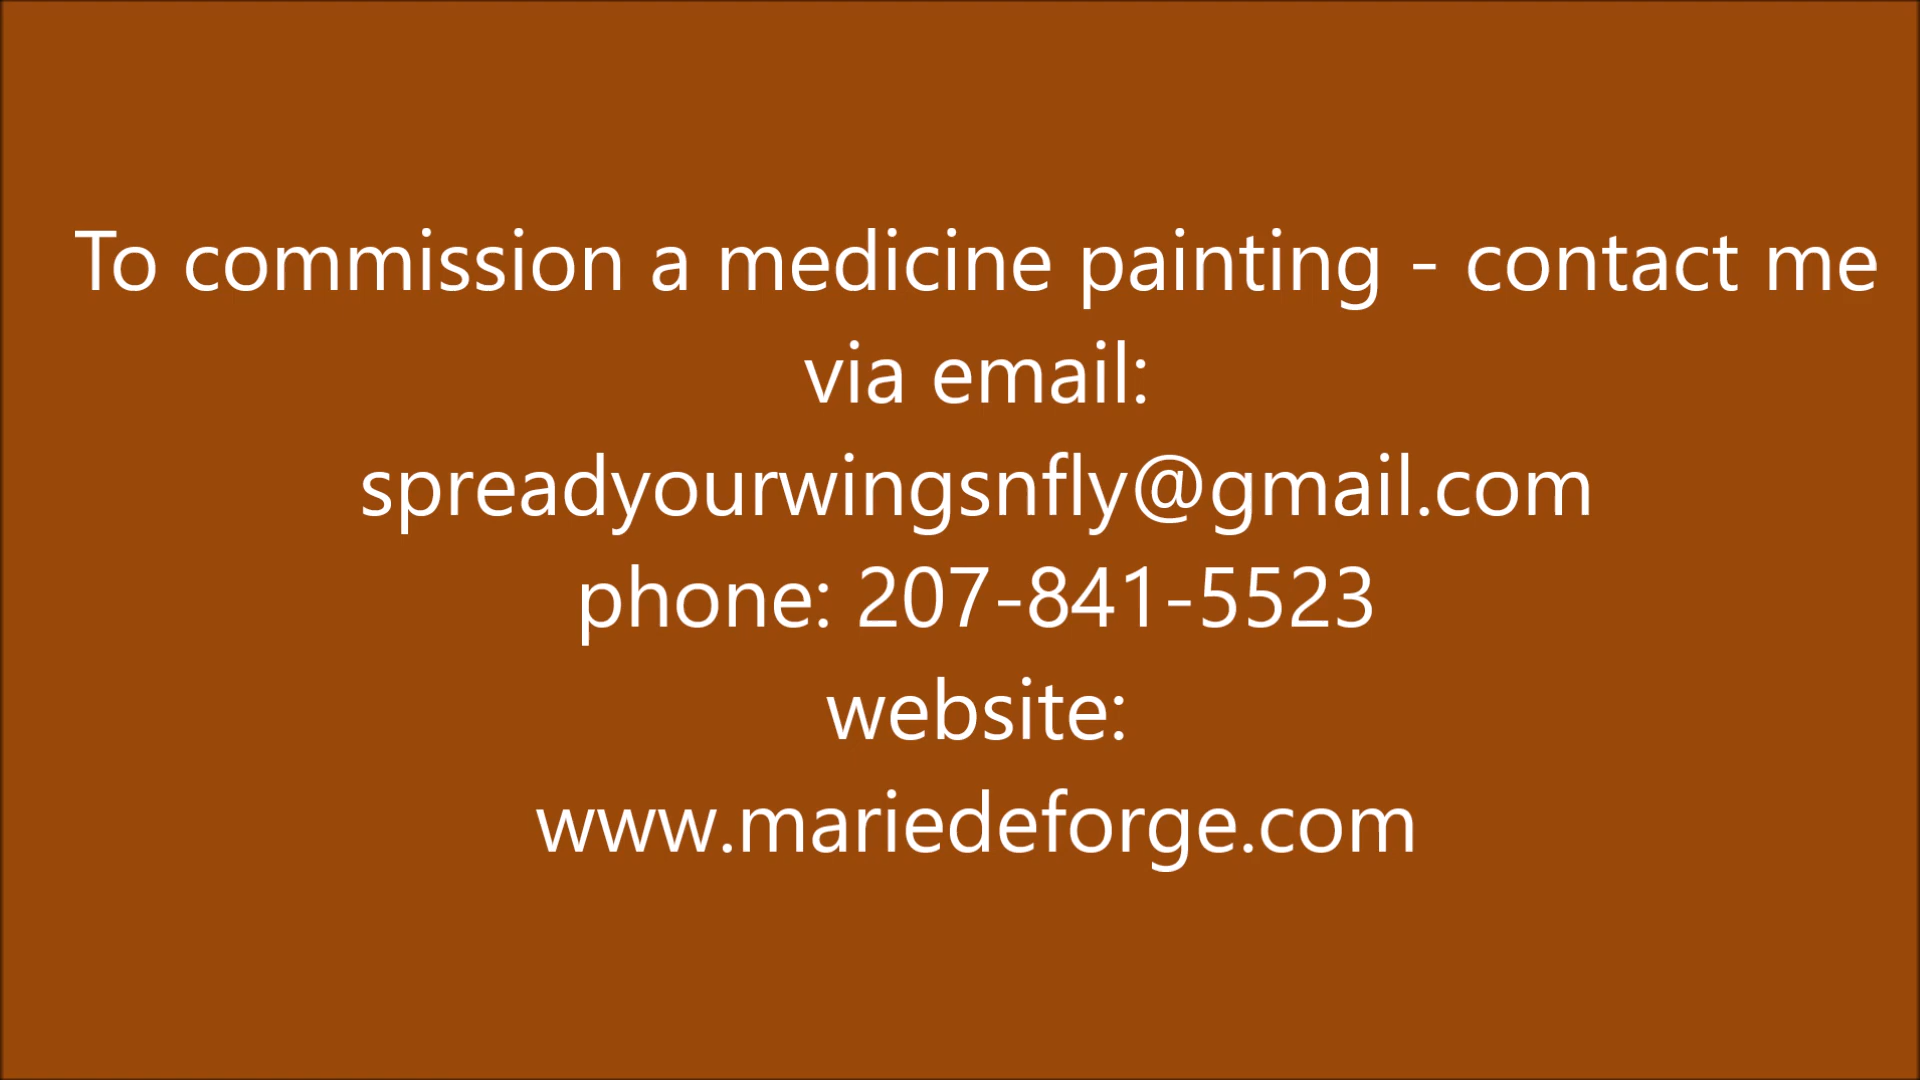 To commission a medicine painting - contact me
via email:
spreadyourwingsnfly@gmail.com
phone: 207-841-5523
website:
www.mariedeforge.com